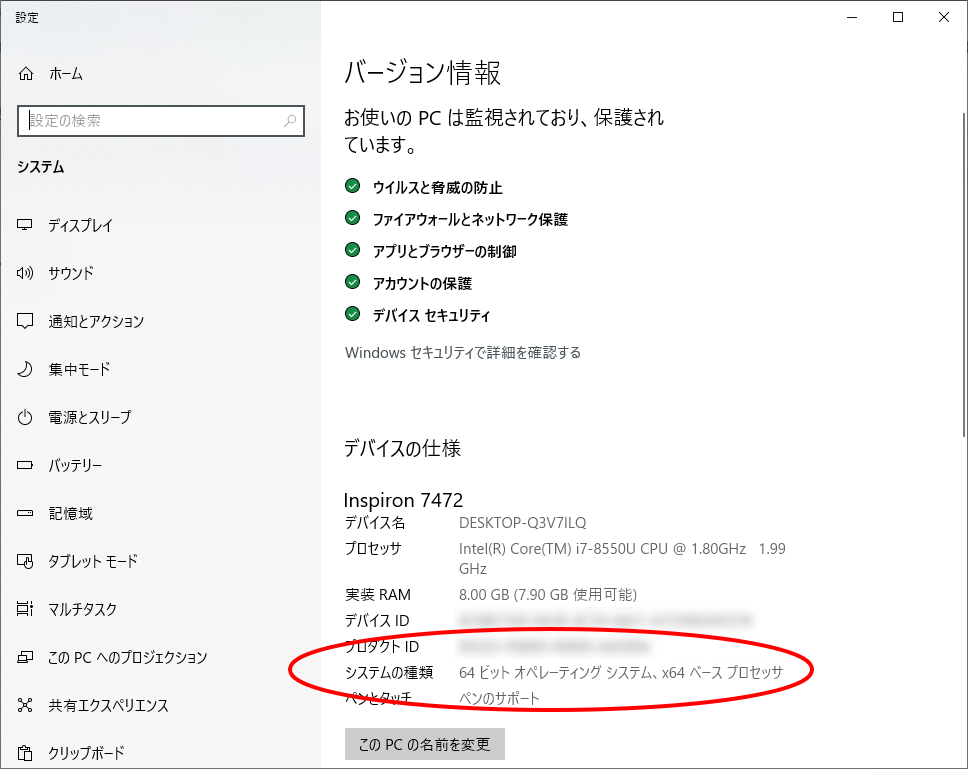 設定
ホーム
設定の検索
システム
ディスプレイ
サウンド
通知とアクション
集中モード
電源とスリープ
バッテリー
記憶域
タブレット モード
マルチタスク
この PC へのプロジェクション
共有エクスペリエンス
クリップボード
バージョン情報
お使いの PC は監視されており、保護され
ています。
ウイルスと脅威の防止
ファイアウォールとネットワーク保護
アプリとブラウザーの制御
アカウントの保護
デバイス セキュリティ
Windows セキュリティで詳細を確認する
デバイスの仕様
Inspiron 7472
デバイス名 DESKTOP-Q3V7ILQ
プロセッサ Intel(R) Core(TM) i7-8550U CPU @ 1.80GHz 1.99
GHz
実装 RAM 8.00 GB (7.90 GB 使用可能)
デバイス ID
プロダクト ID
システムの種類 64 ビット オペレーティング システム、x64 ベース プロセッサ
ペンとタッチ ペンのサポート
この PC の名前を変更